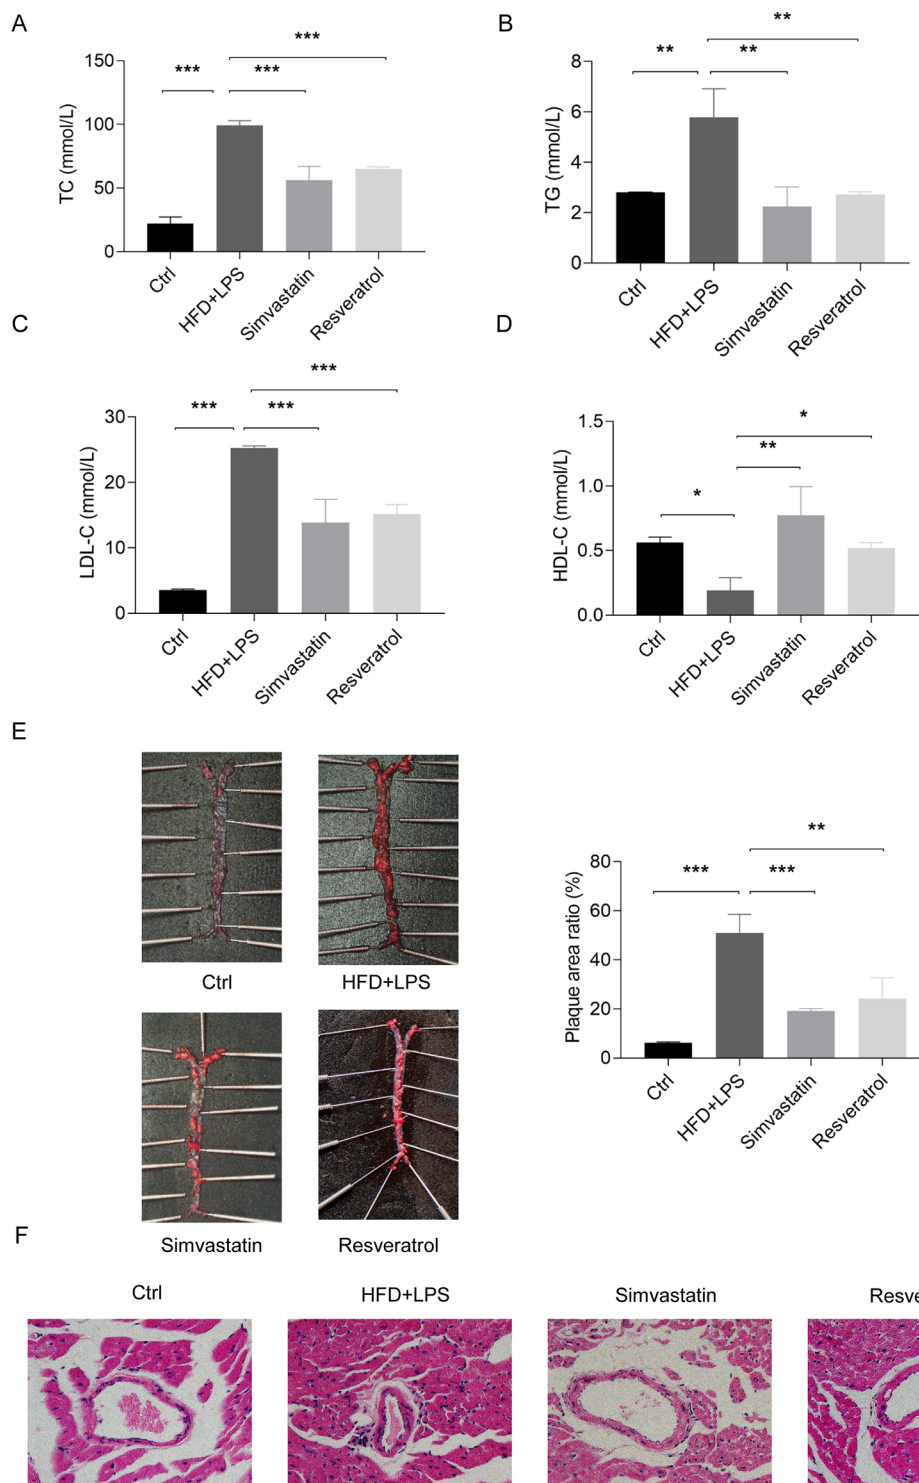 A
B
***
**
***
***
**
**
150
100
50
0
TC (mmol/L)
8
6
4
2
0
TG (mmol/L)
Ctrl
HFD+LPS
Simvastatin
Resveratrol
Ctrl
HFD+LPS
Simvastatin
Resveratrol
C
D
***
***
***
*
**
*
30
20
10
0
LDL-C (mmol/L)
1.5
1.0
0.5
0.0
HDL-C (mmol/L)
Ctrl
HFD+LPS
Simvastatin
Resveratrol
Ctrl
HFD+LPS
Simvastatin
Resveratrol
E
Ctrl
HFD+LPS
Simvastatin
Resveratrol
**
***
***
80
60
40
20
0
Plaque area ratio (%)
Ctrl
HFD+LPS
Simvastatin
Resveratrol
F
Ctrl
HFD+LPS
Simvastatin
Resve